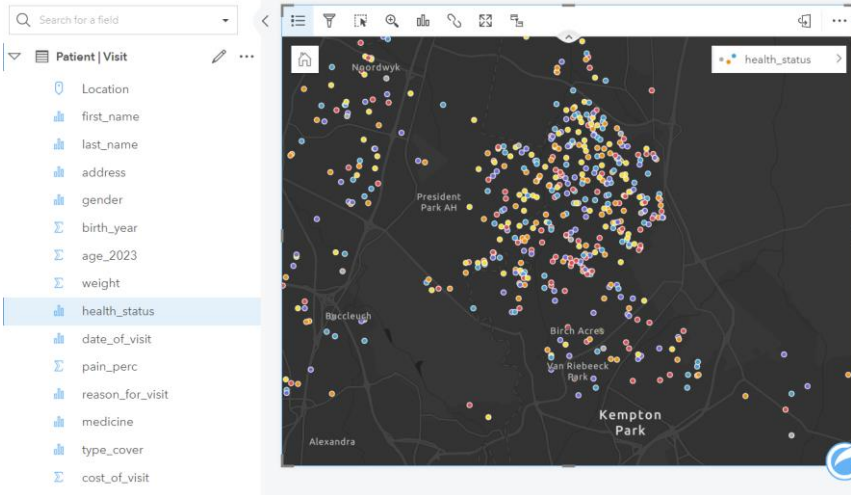 Search for a field
Patient | Visit
Location
first_name
last_name
address
gender
birth_year
age_2023
weight
health_status
date_of_visit
pain_perc
reason_for_visit
medicine
type_cover
cost_of_visit
health_status
Noordwyk
President
Park AH
Buccleuch
Birch Acres
Van Riebeeck
Park
Kempton
Park
Alexandra